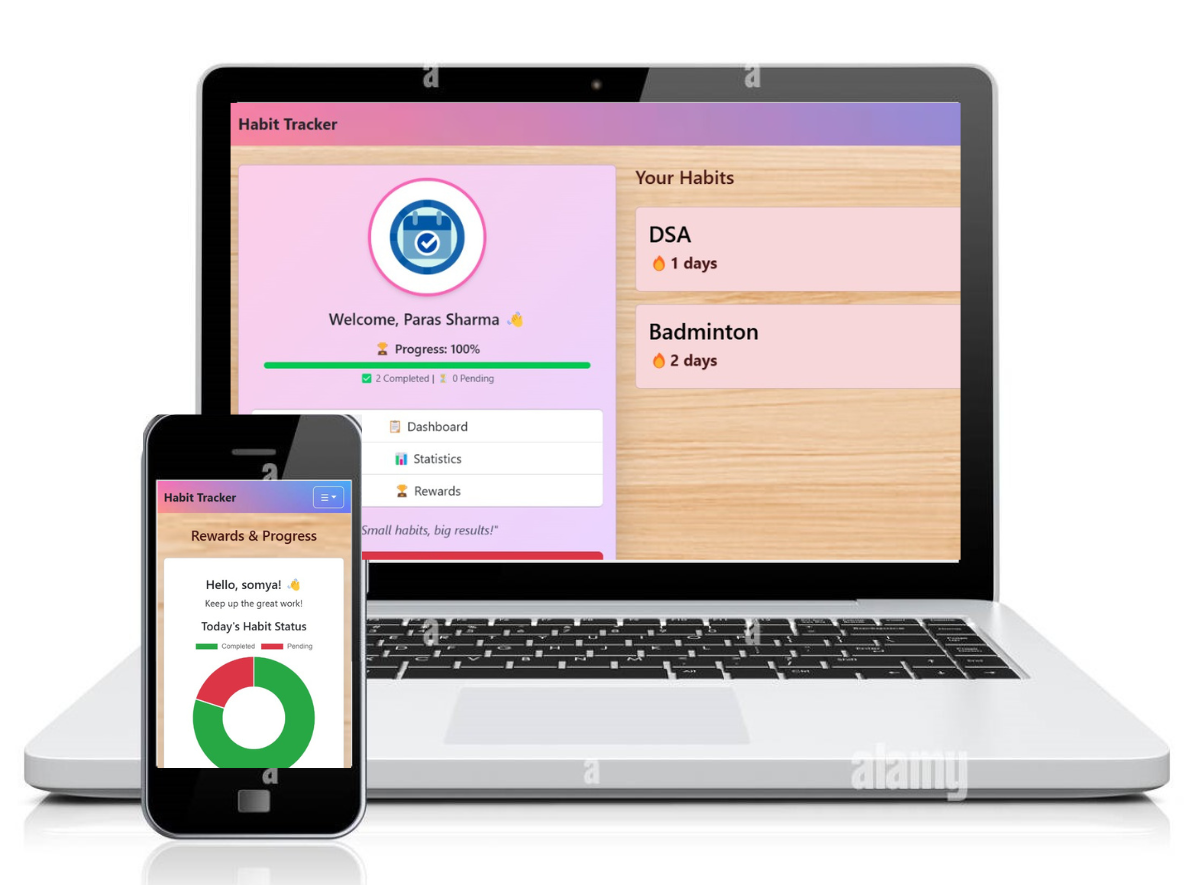 a a
Habit Tracker
Your Habits
DSA
🔥 1 days
Badminton
🔥 2 days
Welcome, Paras Sharma 👋
🏆 Progress: 100%
✅ 2 Completed | ⏳ 0 Pending
📋 Dashboard
📊 Statistics
🏆 Rewards
Small habits, big results!"
a
Habit Tracker
☰
Rewards & Progress
Hello, somya! 👋
Keep up the great work!
Today's Habit Status
Completed Pending
a a
alamy
a a